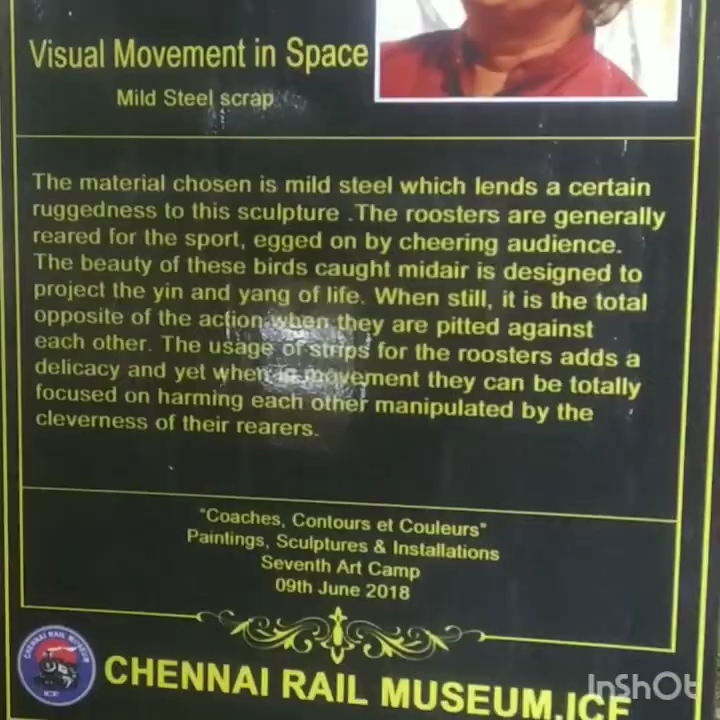 Visual Movement in Space
Mild Steel scrap
The material chosen is mild steel which lends a certain
ruggedness to this sculpture .The roosters are generally
reared for the sport, egged on by cheering audience.
The beauty of these birds caught midair is designed to
project the yin and yang of life. When still, it is the total
opposite of the action when they are pitted against
each other. The usage of strips for the roosters adds a
delicacy and yet when in movement they can be totally
focused on harming each other manipulated by the
cleverness of their rearers.
"Coaches, Contours et Couleurs"
Paintings, Sculptures & Installations
Seventh Art Camp
09th June 2018
CHENNAI RAIL MUSEUM
ICF
CHENNAI RAIL MUSEUM,ICF
InShOt